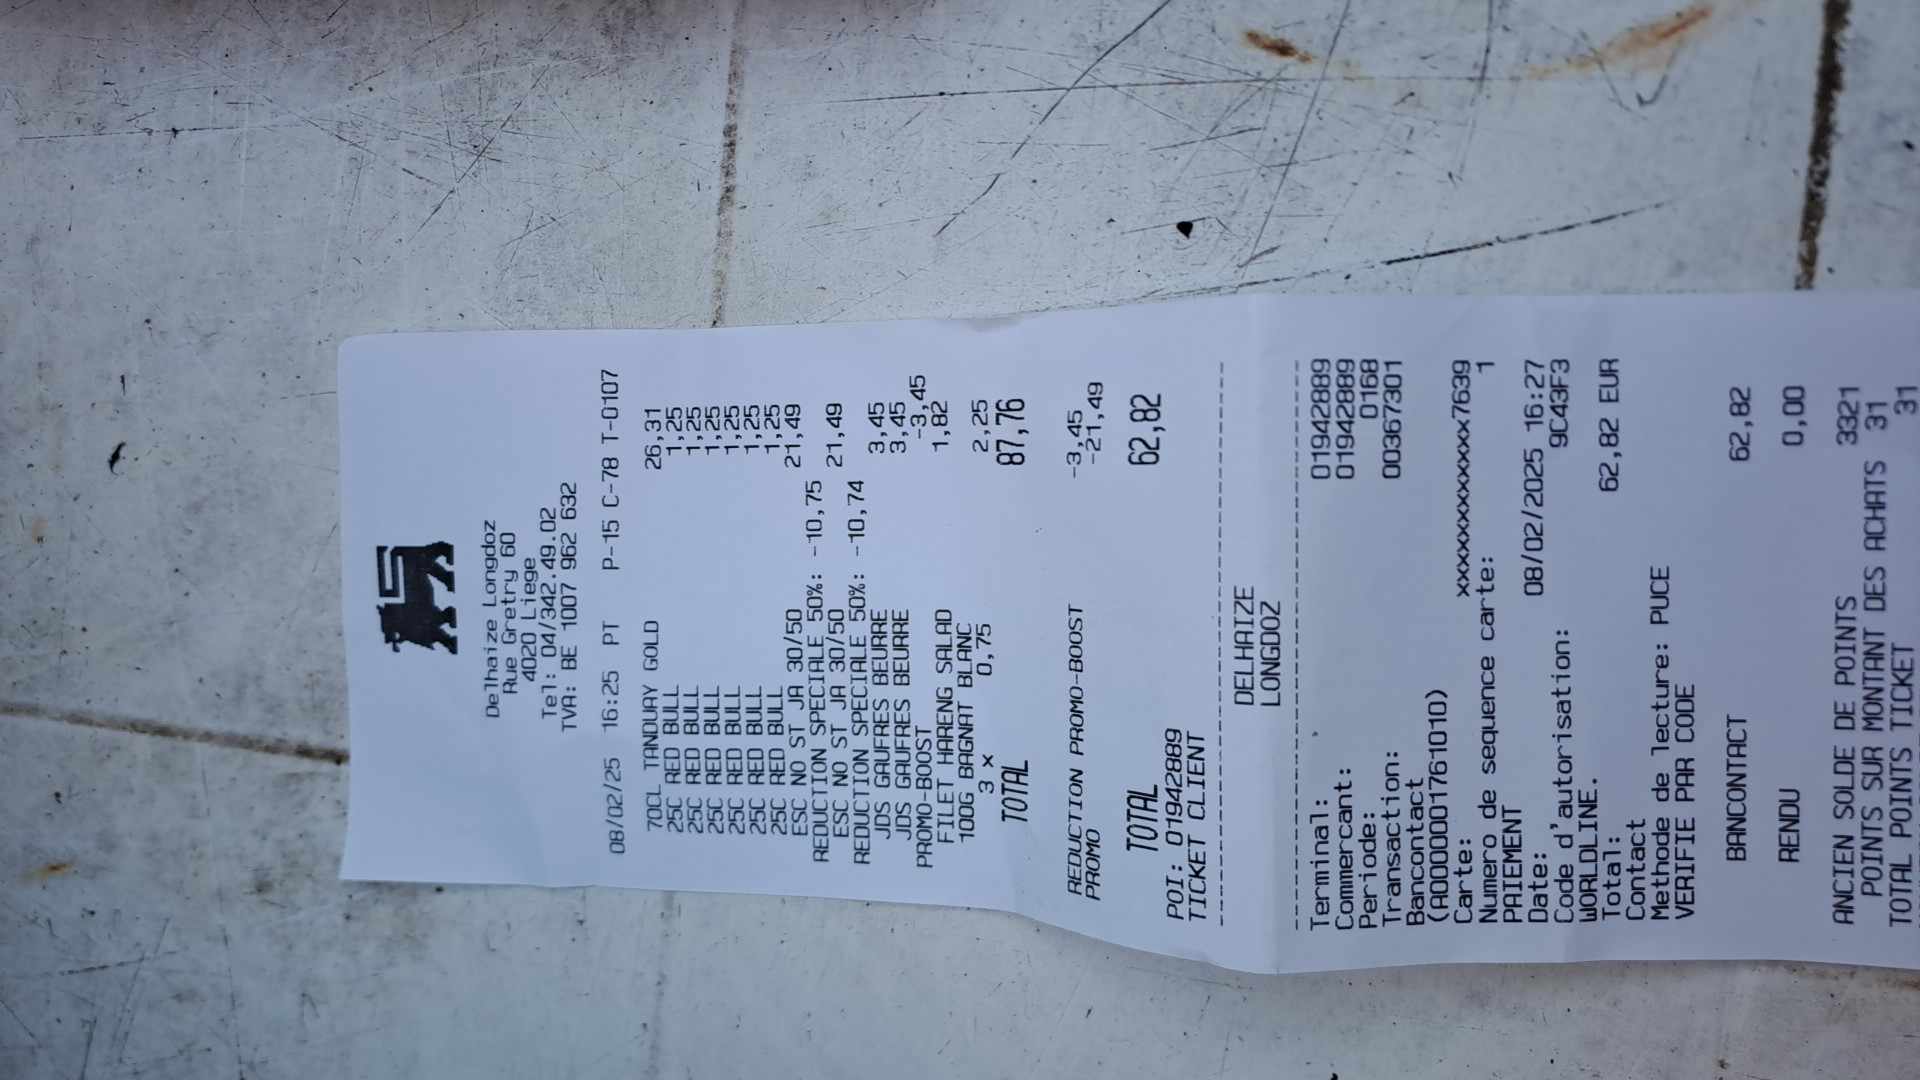 Delhaize Longdoz
Rue Gretry 60
4020 Liege
Tel: 04/342.49.02
TVA: BE 1007 962 632
08/02/25 16:25 PT P-15 C-78 T-0107
70CL TANDUAY GOLD 26,31
25C RED BULL 1,25
25C RED BULL 1,25
25C RED BULL 1,25
25C RED BULL 1,25
25C RED BULL 1,25
25C RED BULL 1,25
ESC NO ST JA 30/50 21,49
REDUCTION SPECIALE 50%: -10,75
ESC NO ST JA 30/50 21,49
REDUCTION SPECIALE 50%: -10,74
JDS GAUFRES BEURRE 3,45
JDS GAUFRES BEURRE 3,45
PROMO-BOOST -3,45
FILET HARENG SALAD 1,82
100G BAGNAT BLANC
3 x 0,75 2,25
TOTAL 87,76
REDUCTION PROMO-BOOST -3,45
PROMO -21,49
TOTAL 62,82
POI: 01942889
TICKET CLIENT
DELHAIZE
LONGDOZ
Terminal: 01942889
Commercant: 01942889
Periode: 0168
Transaction: 00367301
Bancontact
(A0000001761010)
Carte: xxxxxxxxxxxxx7639
Numero de sequence carte: 1
PAIEMENT
Date: 08/02/2025 16:27
Code d'autorisation: 9C43F3
WORLDLINE.
Total: 62,82 EUR
Contact
Methode de lecture: PUCE
VERIFIE PAR CODE
BANCONTACT 62,82
RENDU 0,00
ANCIEN SOLDE DE POINTS 3321
POINTS SUR MONTANT DES ACHATS 31
TOTAL POINTS TICKET 31